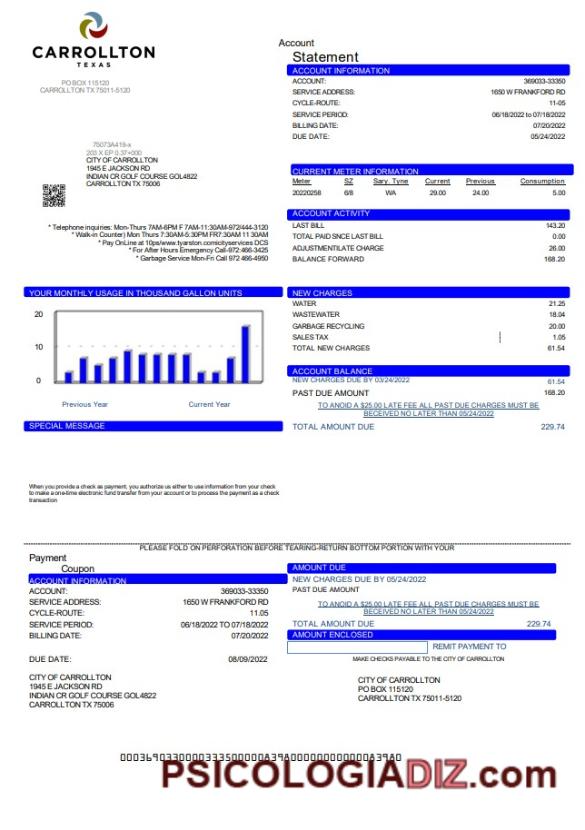 CARROLLTON
TEXAS
PO BOX 115120
CARROLLTON TX 75011-5120
Account
Statement
ACCOUNT INFORMATION
ACCOUNT: 369033-33350
SERVICE ADDRESS: 1650 W FRANKFORD RD
CYCLE-ROUTE: 11-05
SERVICE PERIOD: 06/18/2022 to 07/18/2022
BILLING DATE: 07/20/2022
DUE DATE: 05/24/2022
75073A419-x
203 X EP 0.37+000
CITY OF CARROLLTON
1945 E JACKSON RD
INDIAN CR GOLF COURSE GOL4822
CARROLLTON TX 75006
CURRENT METER INFORMATION
Meter SZ Sary. Tyne Current Previous Consumption
20220258 6/8 WA 29.00 24.00 5.00
* Telephone inquiries: Mon-Thurs 7AM-6PM F 7AM-11:30AM-972/444-3120
* Walk-in Counter) Mon Thurs 7:30AM-5:30PM FR7:30AM 11 30AM
* Pay OnLine at 10ps/www.tyarston.comicityservices DCS
* For After Hours Emergency Call-972:466-3425
* Garbage Service Mon-Fri Call 972 466-4950
ACCOUNT ACTIVITY
LAST BILL 143.20
TOTAL PAID SNCE LAST BILL 0.00
ADJUSTMENTILATE CHARGE 26.00
BALANCE FORWARD 168.20
YOUR MONTHLY USAGE IN THOUSAND GALLON UNITS
20
10
0
Previous Year Current Year
NEW CHARGES
WATER 21.25
WASTEWATER 18.04
GARBAGE RECYCLING 20.00
SALES TAX 1.05
TOTAL NEW CHARGES 61.54
ACCOUNT BALANCE
NEW CHARGES DUE BY 03/24/2022 61.54
PAST DUE AMOUNT 168.20
TO ANOID A $25.00 LATE FEE ALL PAST DUE CHARGES MUST BE
BECEIVED NO LATER THAN 05/24/2022
TOTAL AMOUNT DUE 229.74
SPECIAL MESSAGE
When you provide a check as payment; you authorize us either to use information from your check
to make a one-time electronic fund transfer from your account or to process the payment as a check
transaction
PLEASE FOLD ON PERFORATION BEFORE TEARING-RETURN BOTTOM PORTION WITH YOUR
Payment
Coupon
ACCOUNT INFORMATION
ACCOUNT: 369033-33350
SERVICE ADDRESS: 1650 W FRANKFORD RD
CYCLE-ROUTE: 11.05
SERVICE PERIOD: 06/18/2022 TO 07/18/2022
BILLING DATE: 07/20/2022
DUE DATE: 08/09/2022
CITY OF CARROLLTON
1945 E JACKSON RD
INDIAN CR GOLF COURSE GOL4822
CARROLLTON TX 75006
AMOUNT DUE
NEW CHARGES DUE BY 05/24/2022
PAST DUE AMOUNT
TO ANOID A $25.00 LATE FEE ALL PAST DUE CHARGES MUST BE
BECEIVED NO LATER THAN 05/24/2022
TOTAL AMOUNT DUE 229.74
AMOUNT ENCLOSED
REMIT PAYMENT TO
MAKE CHECKS PAYABLE TO THE CITY OF CARROLLTON
CITY OF CARROLLTON
PO BOX 115120
CARROLLTON TX 75011-5120
PSICOLOGIADIZ.com